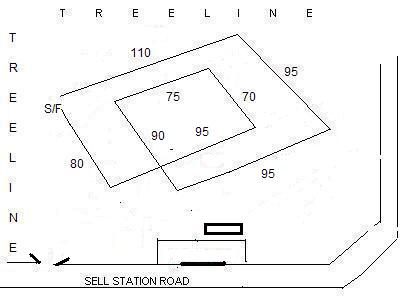 T R E E L I N E
T
R
E
E
L
I
N
E
110
95
S/F
75
70
90
95
80
95
SELL STATION ROAD